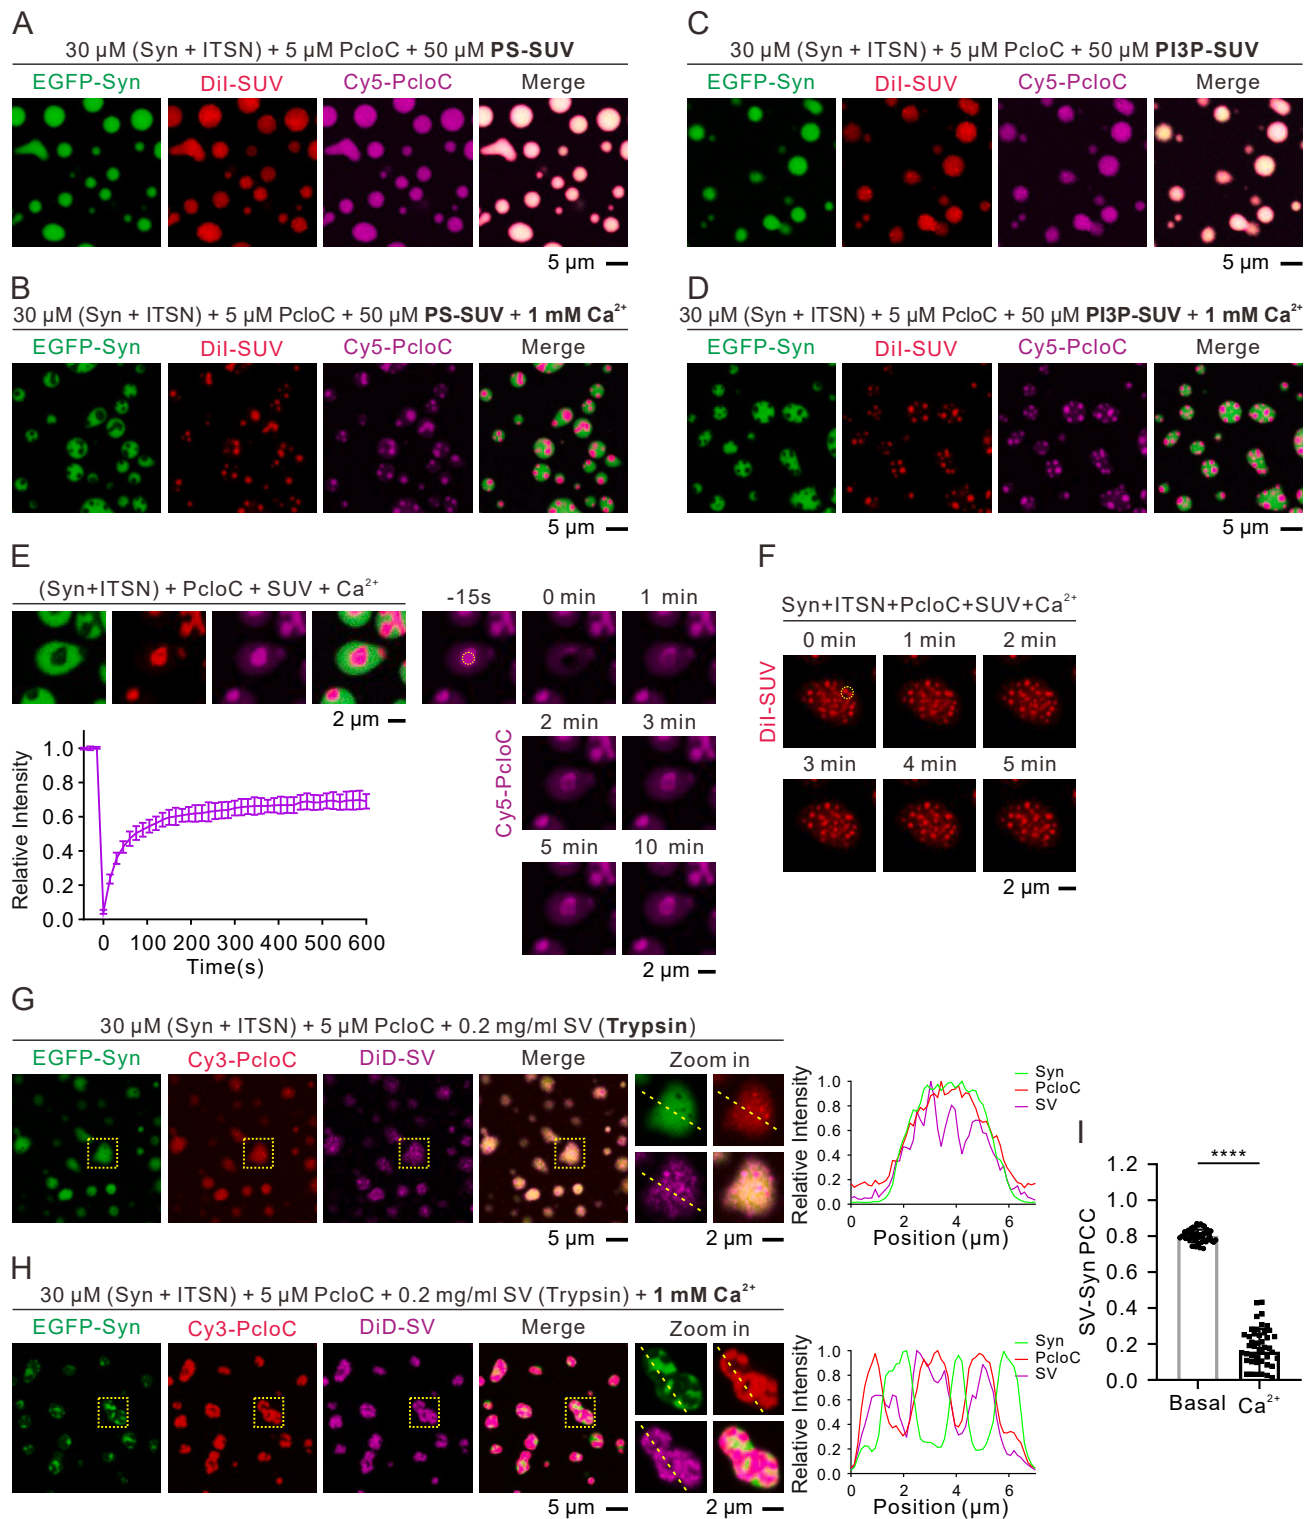 A
30 µM (Syn + ITSN) + 5 µM PcloC + 50 µM PS-SUV
EGFP-Syn DiI-SUV Cy5-PcloC Merge
5 µm
C
30 µM (Syn + ITSN) + 5 µM PcloC + 50 µM PI3P-SUV
EGFP-Syn DiI-SUV Cy5-PcloC Merge
5 µm
B
30 µM (Syn + ITSN) + 5 µM PcloC + 50 µM PS-SUV + 1 mM Ca²⁺
EGFP-Syn DiI-SUV Cy5-PcloC Merge
5 µm
D
30 µM (Syn + ITSN) + 5 µM PcloC + 50 µM PI3P-SUV + 1 mM Ca²⁺
EGFP-Syn DiI-SUV Cy5-PcloC Merge
5 µm
E
(Syn+ITSN) + PcloC + SUV + Ca²⁺
2 µm
-15s 0 min 1 min
2 min 3 min
5 min 10 min
Cy5-PcloC
2 µm
Relative Intensity
1.0
0.8
0.6
0.4
0.2
0.0
0 100 200 300 400 500 600
Time(s)
F
Syn+ITSN+PcloC+SUV+Ca²⁺
0 min 1 min 2 min
DiI-SUV
3 min 4 min 5 min
2 µm
G
30 µM (Syn + ITSN) + 5 µM PcloC + 0.2 mg/ml SV (Trypsin)
EGFP-Syn Cy3-PcloC DiD-SV Merge Zoom in
5 µm 2 µm
Relative Intensity
1.0
0.8
0.6
0.4
0.2
0.0
0 2 4 6
Position (µm)
Syn
PcloC
SV
H
30 µM (Syn + ITSN) + 5 µM PcloC + 0.2 mg/ml SV (Trypsin) + 1 mM Ca²⁺
EGFP-Syn Cy3-PcloC DiD-SV Merge Zoom in
5 µm 2 µm
Relative Intensity
1.0
0.8
0.6
0.4
0.2
0.0
0 2 4 6
Position (µm)
Syn
PcloC
SV
I
****
SV-Syn PCC
1.2
1.0
0.8
0.6
0.4
0.2
0.0
Basal Ca²⁺